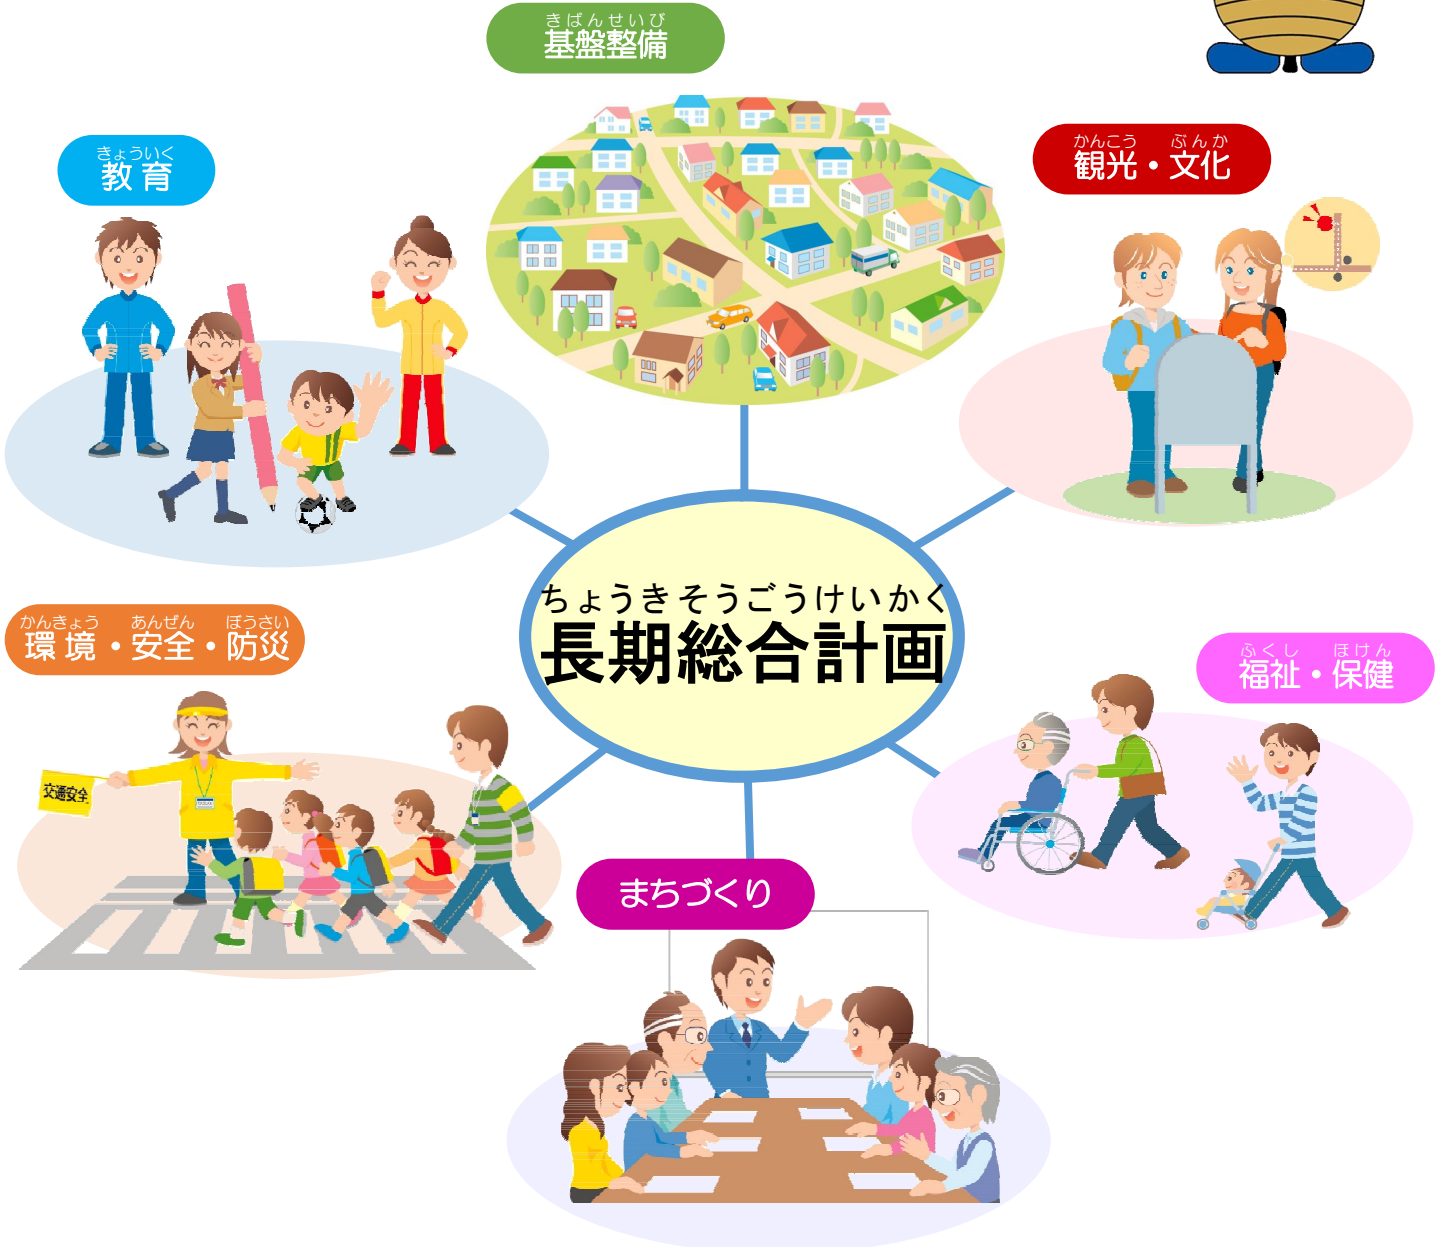 きばんせいび
基盤整備
きょういく
教育
かんこう ぶんか
観光・文化
ちょうきそうごうけいかく
長期総合計画
かんきょう あんぜん ぼうさい
環境・安全・防災
ふくし ほけん
福祉・保健
交通安全
まちづくり